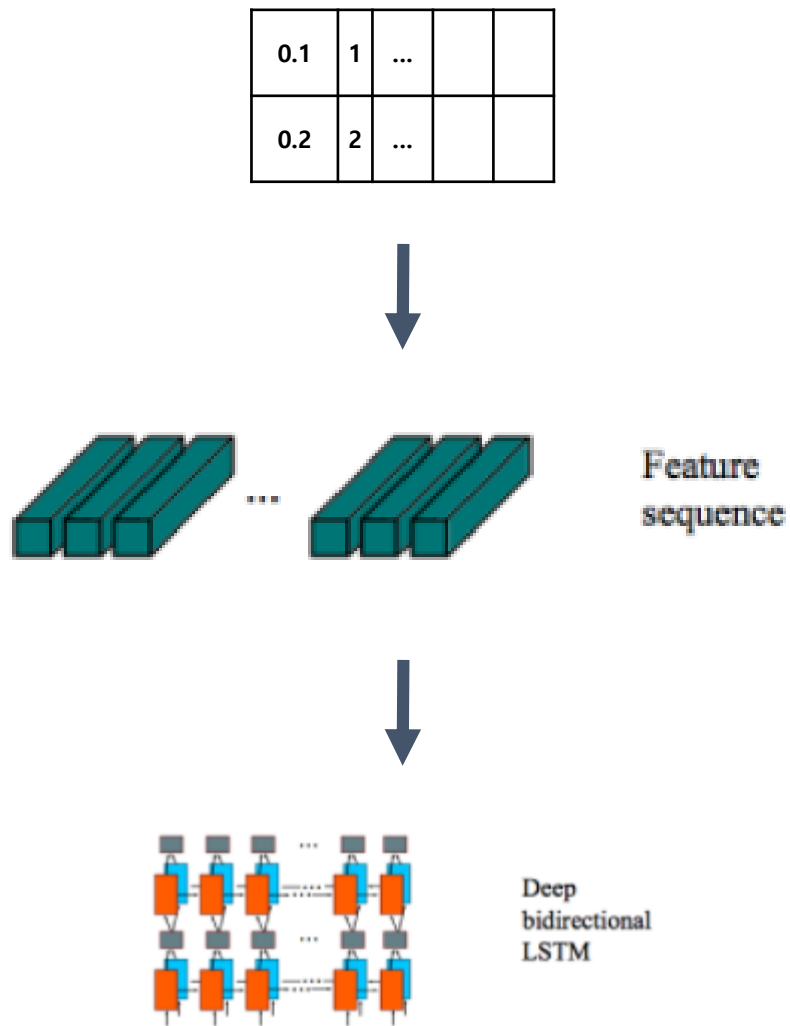 0.1 1 ...
0.2 2 ...
...
Feature
sequence
...
Deep
bidirectional
LSTM
...
...
...